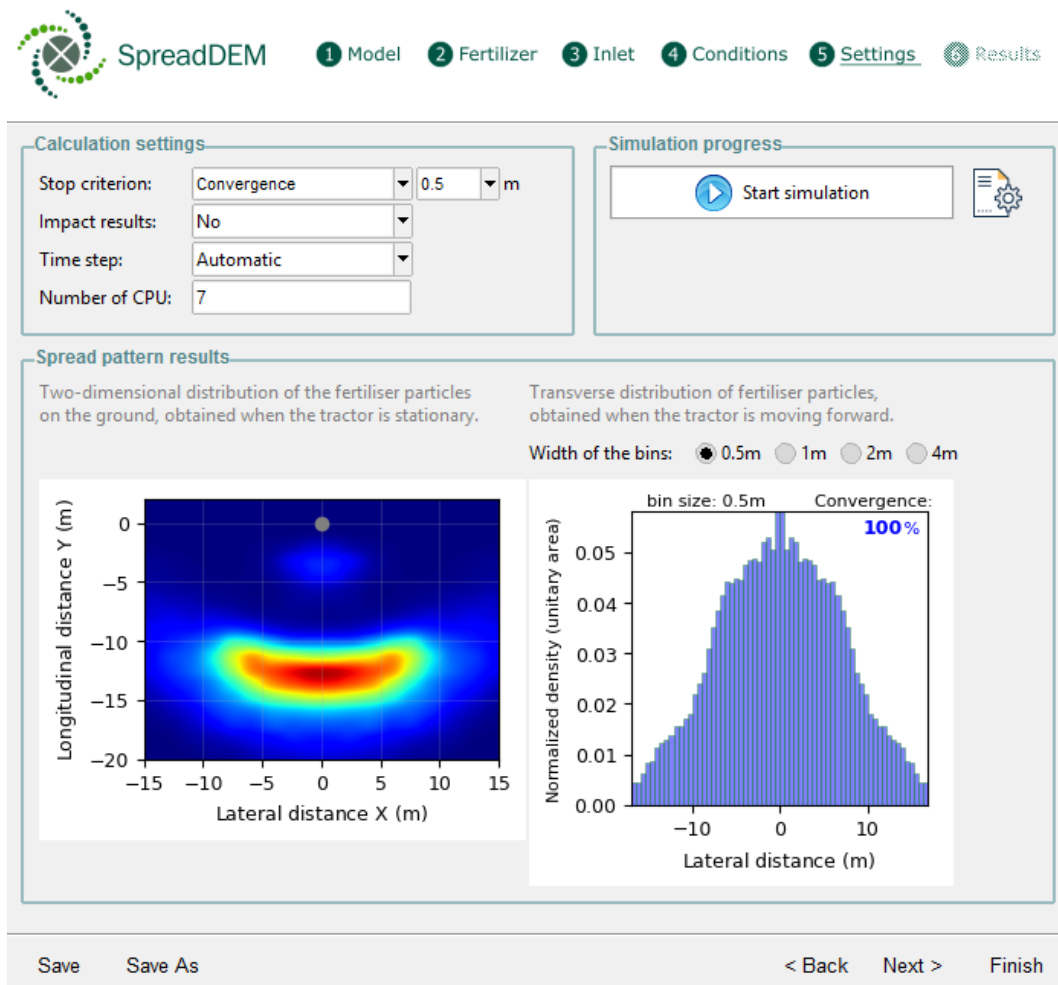 SpreadDEM
1 Model 2 Fertilizer 3 Inlet 4 Conditions 5 Settings 6 Results
Calculation settings
Stop criterion: Convergence 0.5 m
Impact results: No
Time step: Automatic
Number of CPU: 7
Simulation progress
Start simulation
Spread pattern results
Two-dimensional distribution of the fertiliser particles
on the ground, obtained when the tractor is stationary.
Transverse distribution of fertiliser particles,
obtained when the tractor is moving forward.
Width of the bins: 0.5m 1m 2m 4m
Longitudinal distance Y (m)
0
−5
−10
−15
−20
−15 −10 −5 0 5 10 15
Lateral distance X (m)
bin size: 0.5m Convergence:
100%
Normalized density (unitary area)
0.05
0.04
0.03
0.02
0.01
0.00
−10 0 10
Lateral distance (m)
Save Save As < Back Next > Finish